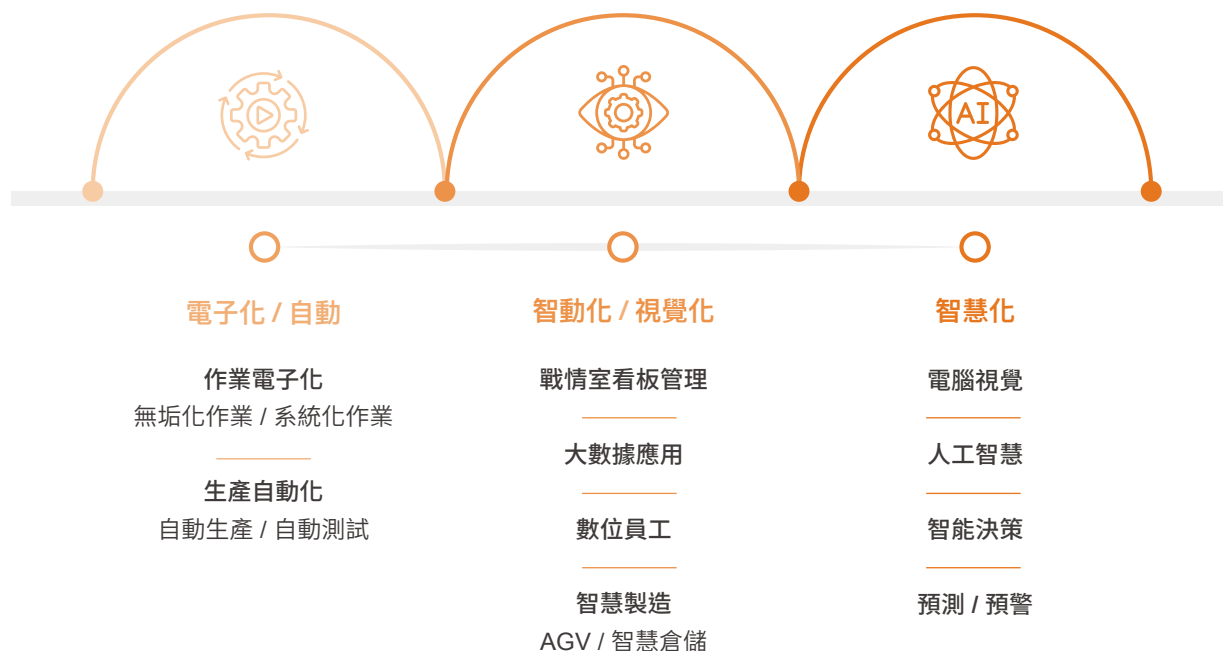 AI
電子化 / 自動
作業電子化
無垢化作業 / 系統化作業
生產自動化
自動生產 / 自動測試
智動化 / 視覺化
戰情室看板管理
大數據應用
數位員工
智慧製造
AGV / 智慧倉儲
智慧化
電腦視覺
人工智慧
智能決策
預測 / 預警